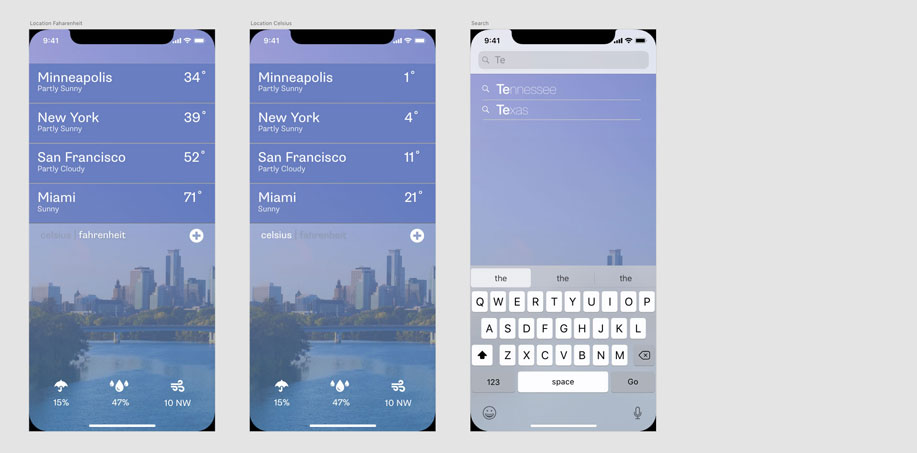 Location Faharenheit
9:41
Minneapolis 34°
Partly Sunny
New York 39°
Partly Sunny
San Francisco 52°
Partly Cloudy
Miami 71°
Sunny
celsius | fahrenheit
15% 47% 10 NW
Location Celsius
9:41
Minneapolis 1°
Partly Sunny
New York 4°
Partly Sunny
San Francisco 11°
Partly Cloudy
Miami 21°
Sunny
celsius | fahrenheit
15% 47% 10 NW
Search
9:41
Te
Tennessee
Texas
the the the
Q W E R T Y U I O P
A S D F G H J K L
Z X C V B N M
123 space Go